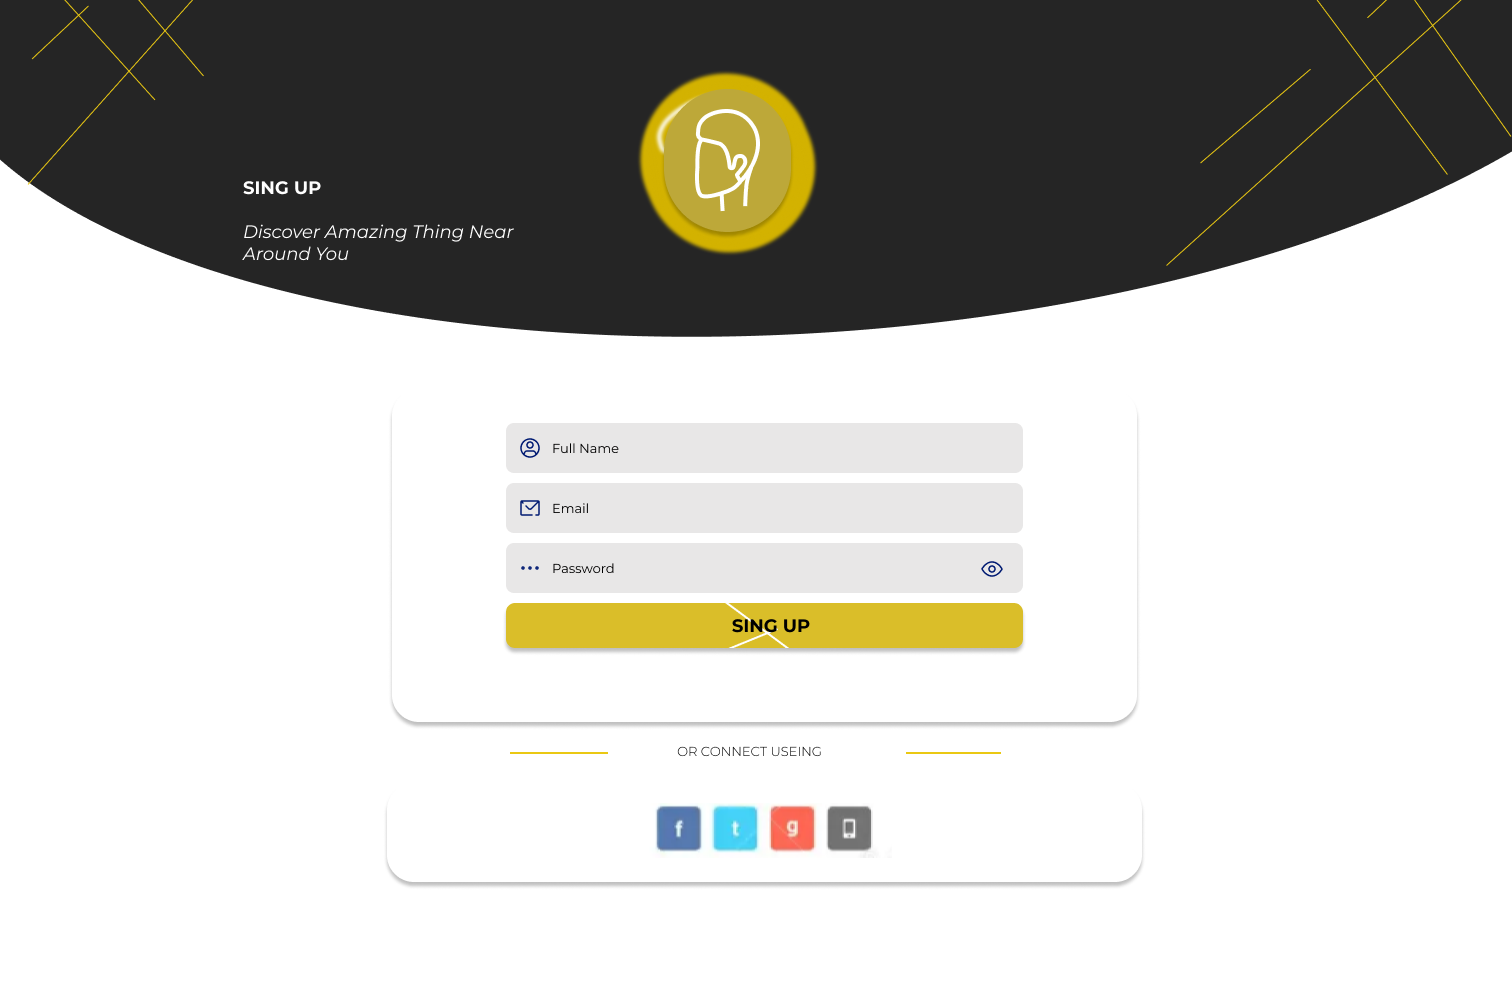 SING UP
Discover Amazing Thing Near
Around You
Full Name
Email
Password
SING UP
OR CONNECT USEING
f t g